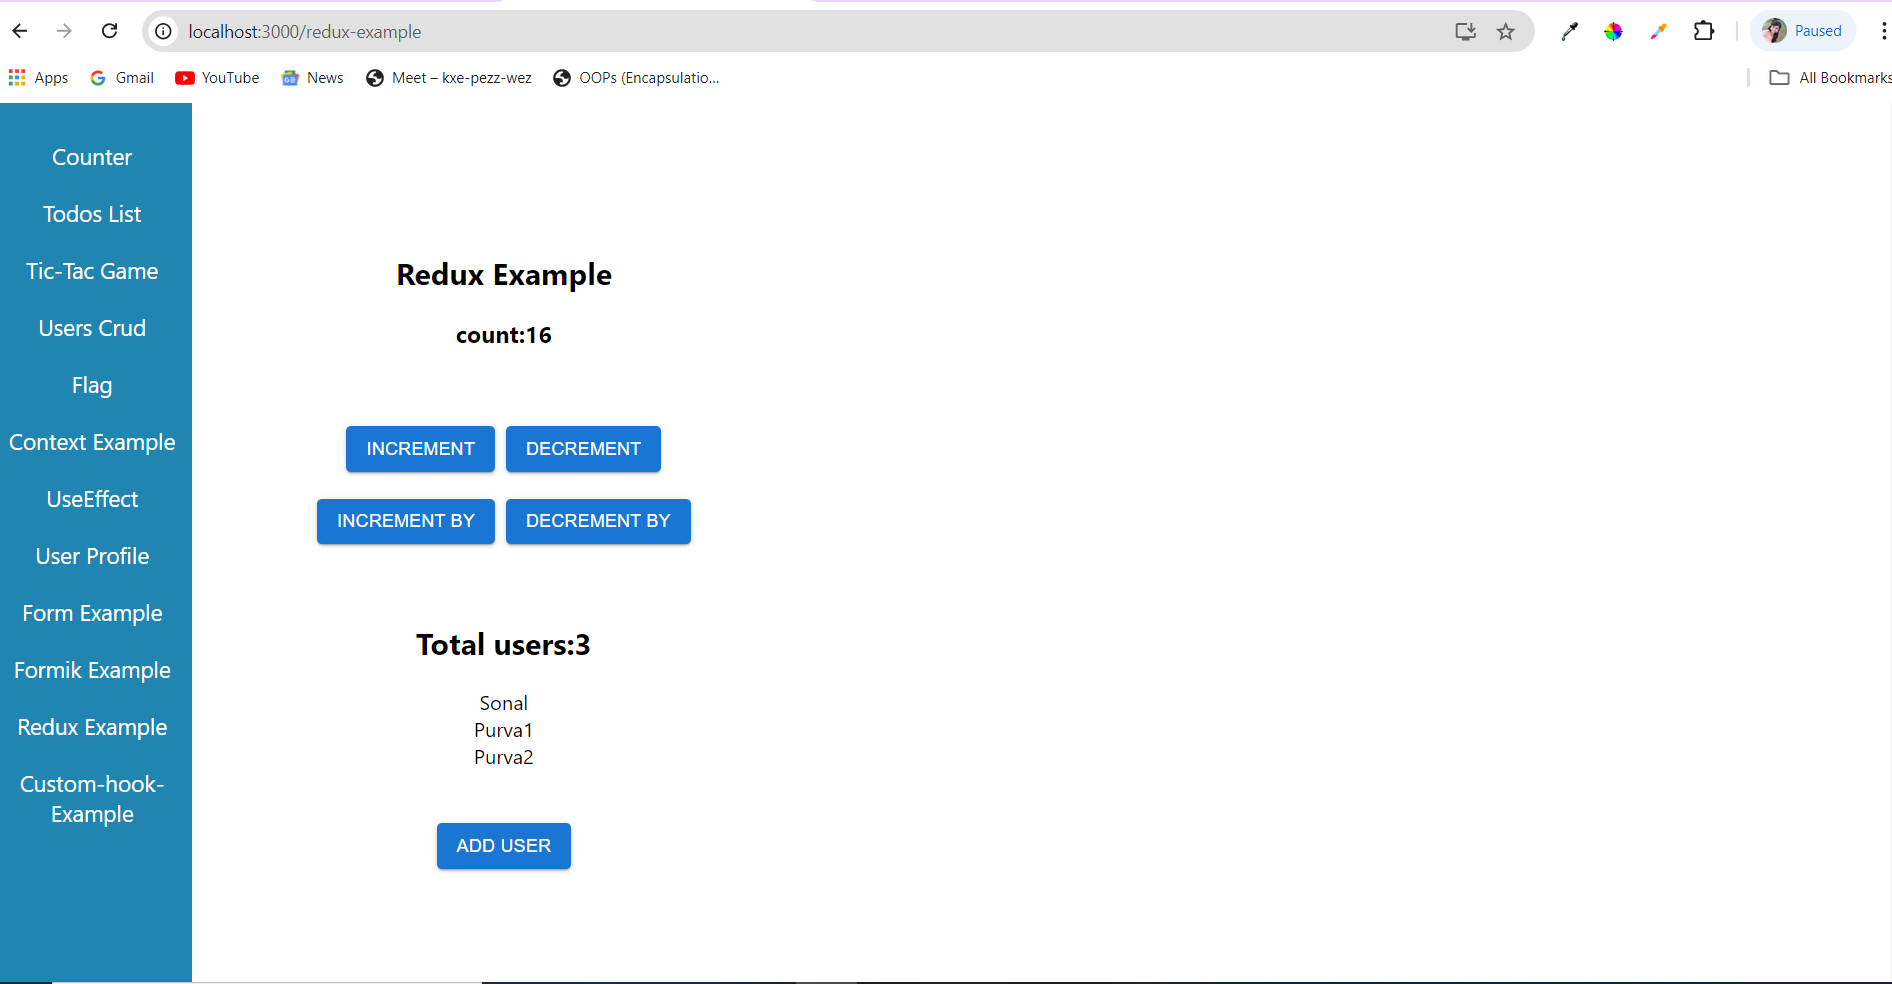 localhost:3000/redux-example
Paused
Apps
Gmail
YouTube
News
Meet – kxe-pezz-wez
OOPs (Encapsulatio...
All Bookmarks
Counter
Todos List
Tic-Tac Game
Users Crud
Flag
Context Example
UseEffect
User Profile
Form Example
Formik Example
Redux Example
Custom-hook-
Example
Redux Example
count:16
INCREMENT
DECREMENT
INCREMENT BY
DECREMENT BY
Total users:3
Sonal
Purva1
Purva2
ADD USER